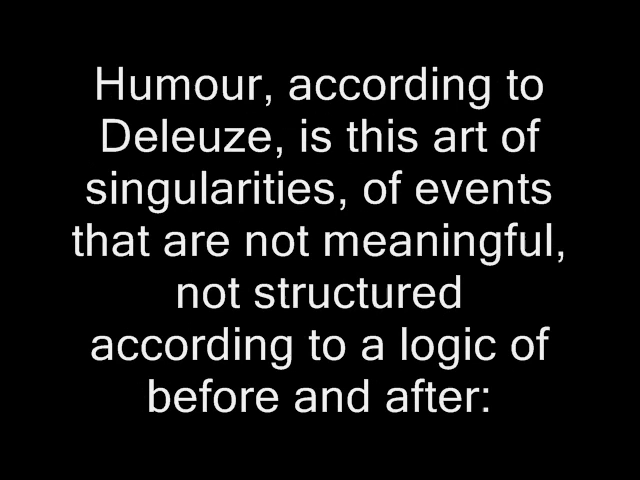 Humour, according to
Deleuze, is this art of
singularities, of events
that are not meaningful,
not structured
according to a logic of
before and after: